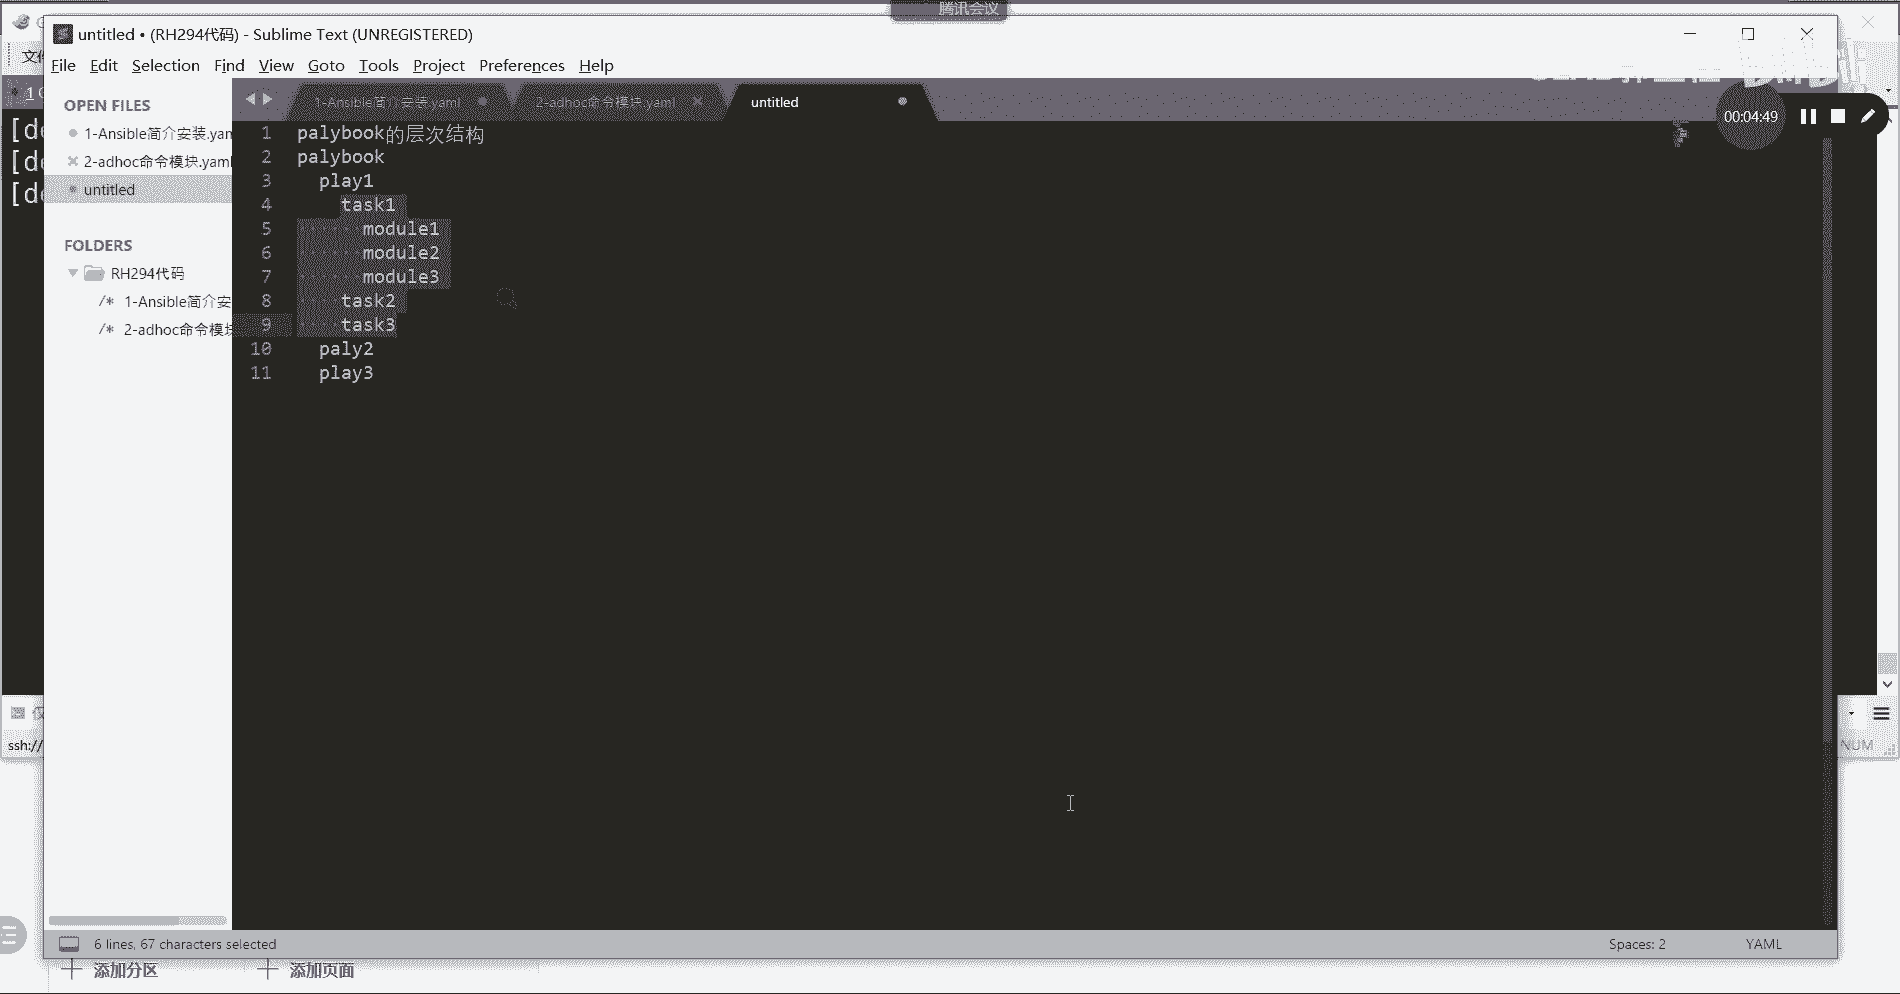 腾讯会议
untitled • (RH294代码) - Sublime Text (UNREGISTERED)
File Edit Selection Find View Goto Tools Project Preferences Help
1-Ansible简介安装.yaml
2-adhoc命令模块.yaml
untitled
00:04:49
OPEN FILES
1-Ansible简介安装.yam
2-adhoc命令模块.yaml
untitled
FOLDERS
RH294代码
/* 1-Ansible简介安
/* 2-adhoc命令模块
[de
[de
[de
1 palybook的层次结构
2 palybook
3 play1
4 task1
5 module1
6 module2
7 module3
8 task2
9 task3
10 paly2
11 play3
ssh://
NUM
6 lines, 67 characters selected
Spaces: 2
YAML
添加分区
添加页面